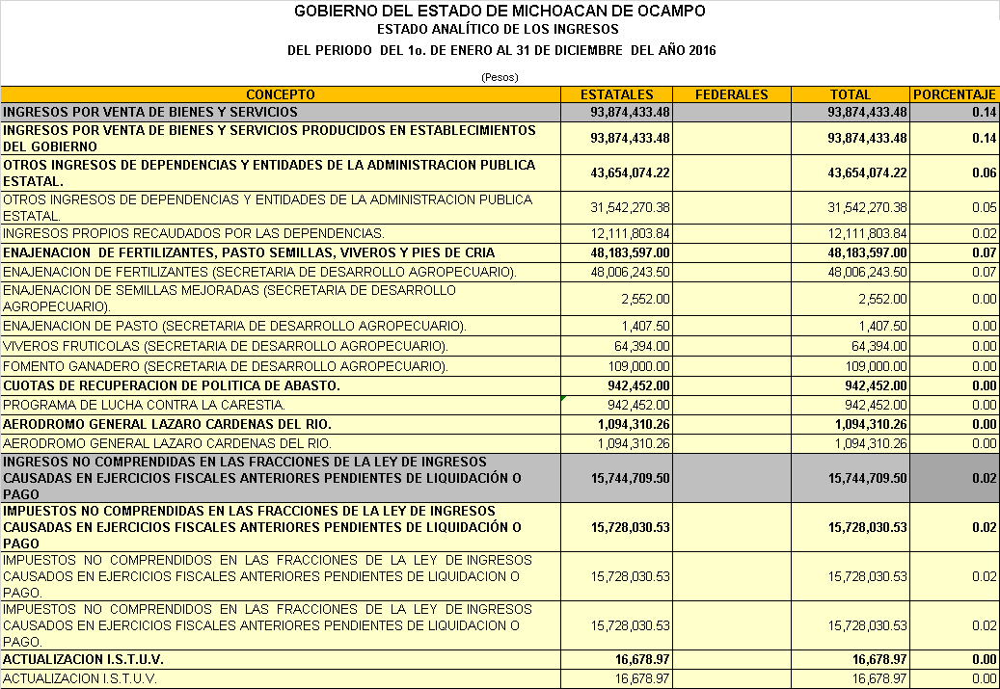 GOBIERNO DEL ESTADO DE MICHOACAN DE OCAMPO
ESTADO ANALÍTICO DE LOS INGRESOS
DEL PERIODO DEL 1o. DE ENERO AL 31 DE DICIEMBRE DEL AÑO 2016
(Pesos)
CONCEPTO ESTATALES FEDERALES TOTAL PORCENTAJE
INGRESOS POR VENTA DE BIENES Y SERVICIOS 93,874,433.48 93,874,433.48 0.14
INGRESOS POR VENTA DE BIENES Y SERVICIOS PRODUCIDOS EN ESTABLECIMIENTOS
DEL GOBIERNO 93,874,433.48 93,874,433.48 0.14
OTROS INGRESOS DE DEPENDENCIAS Y ENTIDADES DE LA ADMINISTRACION PUBLICA
ESTATAL. 43,654,074.22 43,654,074.22 0.06
OTROS INGRESOS DE DEPENDENCIAS Y ENTIDADES DE LA ADMINISTRACION PUBLICA
ESTATAL. 31,542,270.38 31,542,270.38 0.05
INGRESOS PROPIOS RECAUDADOS POR LAS DEPENDENCIAS. 12,111,803.84 12,111,803.84 0.02
ENAJENACION DE FERTILIZANTES, PASTO SEMILLAS, VIVEROS Y PIES DE CRIA 48,183,597.00 48,183,597.00 0.07
ENAJENACION DE FERTILIZANTES (SECRETARIA DE DESARROLLO AGROPECUARIO). 48,006,243.50 48,006,243.50 0.07
ENAJENACION DE SEMILLAS MEJORADAS (SECRETARIA DE DESARROLLO
AGROPECUARIO). 2,552.00 2,552.00 0.00
ENAJENACION DE PASTO (SECRETARIA DE DESARROLLO AGROPECUARIO). 1,407.50 1,407.50 0.00
VIVEROS FRUTICOLAS (SECRETARIA DE DESARROLLO AGROPECUARIO). 64,394.00 64,394.00 0.00
FOMENTO GANADERO (SECRETARIA DE DESARROLLO AGROPECUARIO). 109,000.00 109,000.00 0.00
CUOTAS DE RECUPERACION DE POLITICA DE ABASTO. 942,452.00 942,452.00 0.00
PROGRAMA DE LUCHA CONTRA LA CARESTIA. 942,452.00 942,452.00 0.00
AERODROMO GENERAL LAZARO CARDENAS DEL RIO. 1,094,310.26 1,094,310.26 0.00
AERODROMO GENERAL LAZARO CARDENAS DEL RIO. 1,094,310.26 1,094,310.26 0.00
INGRESOS NO COMPRENDIDAS EN LAS FRACCIONES DE LA LEY DE INGRESOS
CAUSADAS EN EJERCICIOS FISCALES ANTERIORES PENDIENTES DE LIQUIDACIÓN O 15,744,709.50 15,744,709.50 0.02
PAGO
IMPUESTOS NO COMPRENDIDAS EN LAS FRACCIONES DE LA LEY DE INGRESOS
CAUSADAS EN EJERCICIOS FISCALES ANTERIORES PENDIENTES DE LIQUIDACIÓN O 15,728,030.53 15,728,030.53 0.02
PAGO
IMPUESTOS NO COMPRENDIDOS EN LAS FRACCIONES DE LA LEY DE INGRESOS
CAUSADOS EN EJERCICIOS FISCALES ANTERIORES PENDIENTES DE LIQUIDACION O 15,728,030.53 15,728,030.53 0.02
PAGO.
IMPUESTOS NO COMPRENDIDOS EN LAS FRACCIONES DE LA LEY DE INGRESOS
CAUSADOS EN EJERCICIOS FISCALES ANTERIORES PENDIENTES DE LIQUIDACION O 15,728,030.53 15,728,030.53 0.02
PAGO.
ACTUALIZACION I.S.T.U.V. 16,678.97 16,678.97 0.00
ACTUALIZACION I.S.T.U.V. 16,678.97 16,678.97 0.00